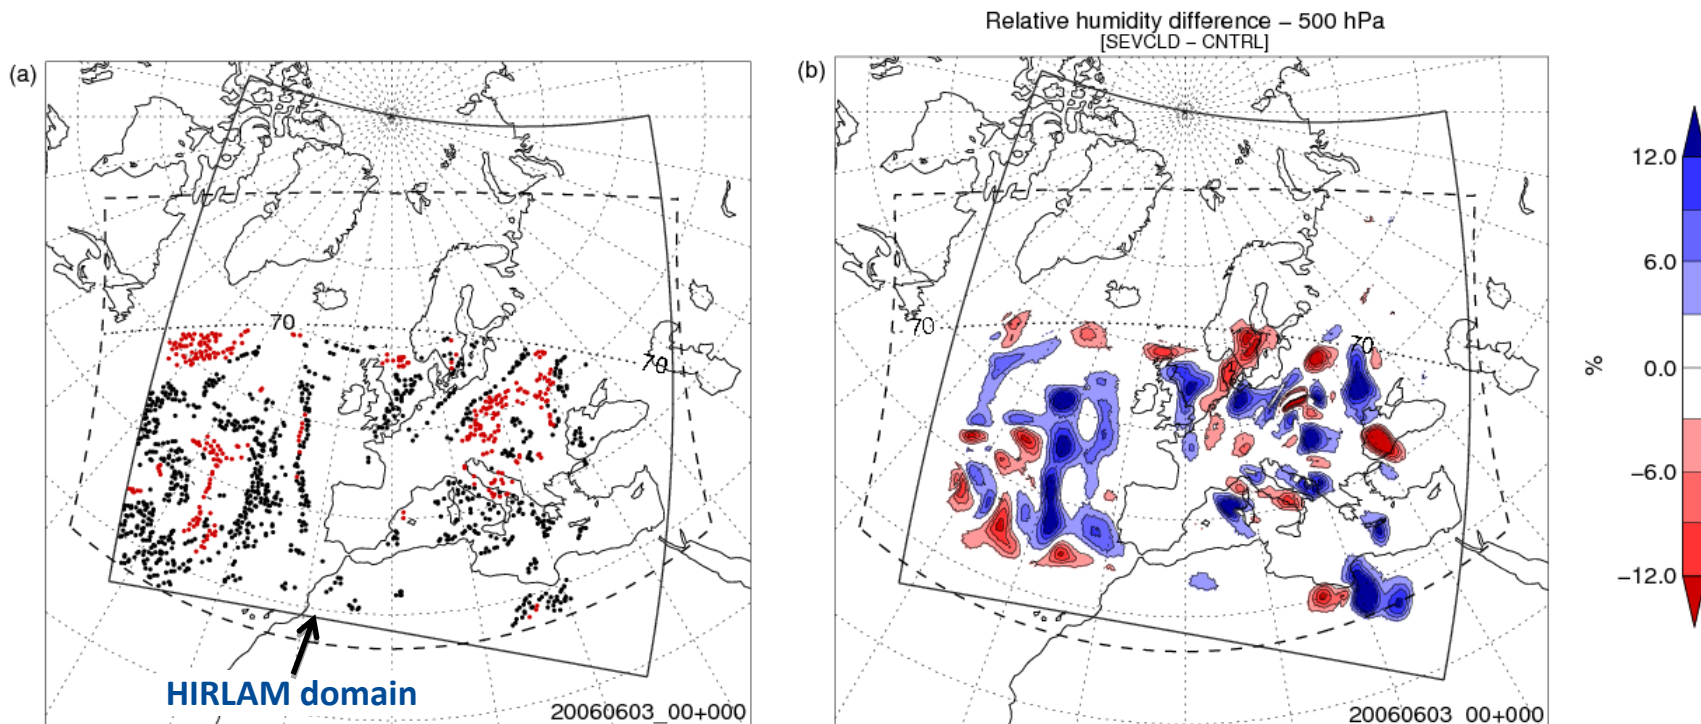 Relative humidity difference – 500 hPa
[SEVCLD – CNTRL]
(a)
(b)
70
70
70
70
12.0
6.0
0.0
−6.0
−12.0
%
HIRLAM domain
20060603_00+000
20060603_00+000